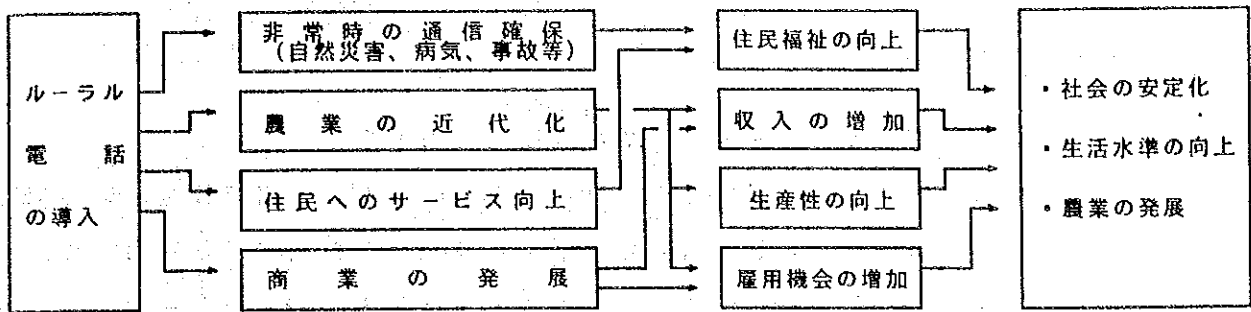 ルーラル
電話
の導入
非常時の通信確保
(自然災害、病気、事故等)
農業の近代化
住民へのサービス向上
商業の発展
住民福祉の向上
収入の増加
生産性の向上
雇用機会の増加
・社会の安定化
・生活水準の向上
・農業の発展